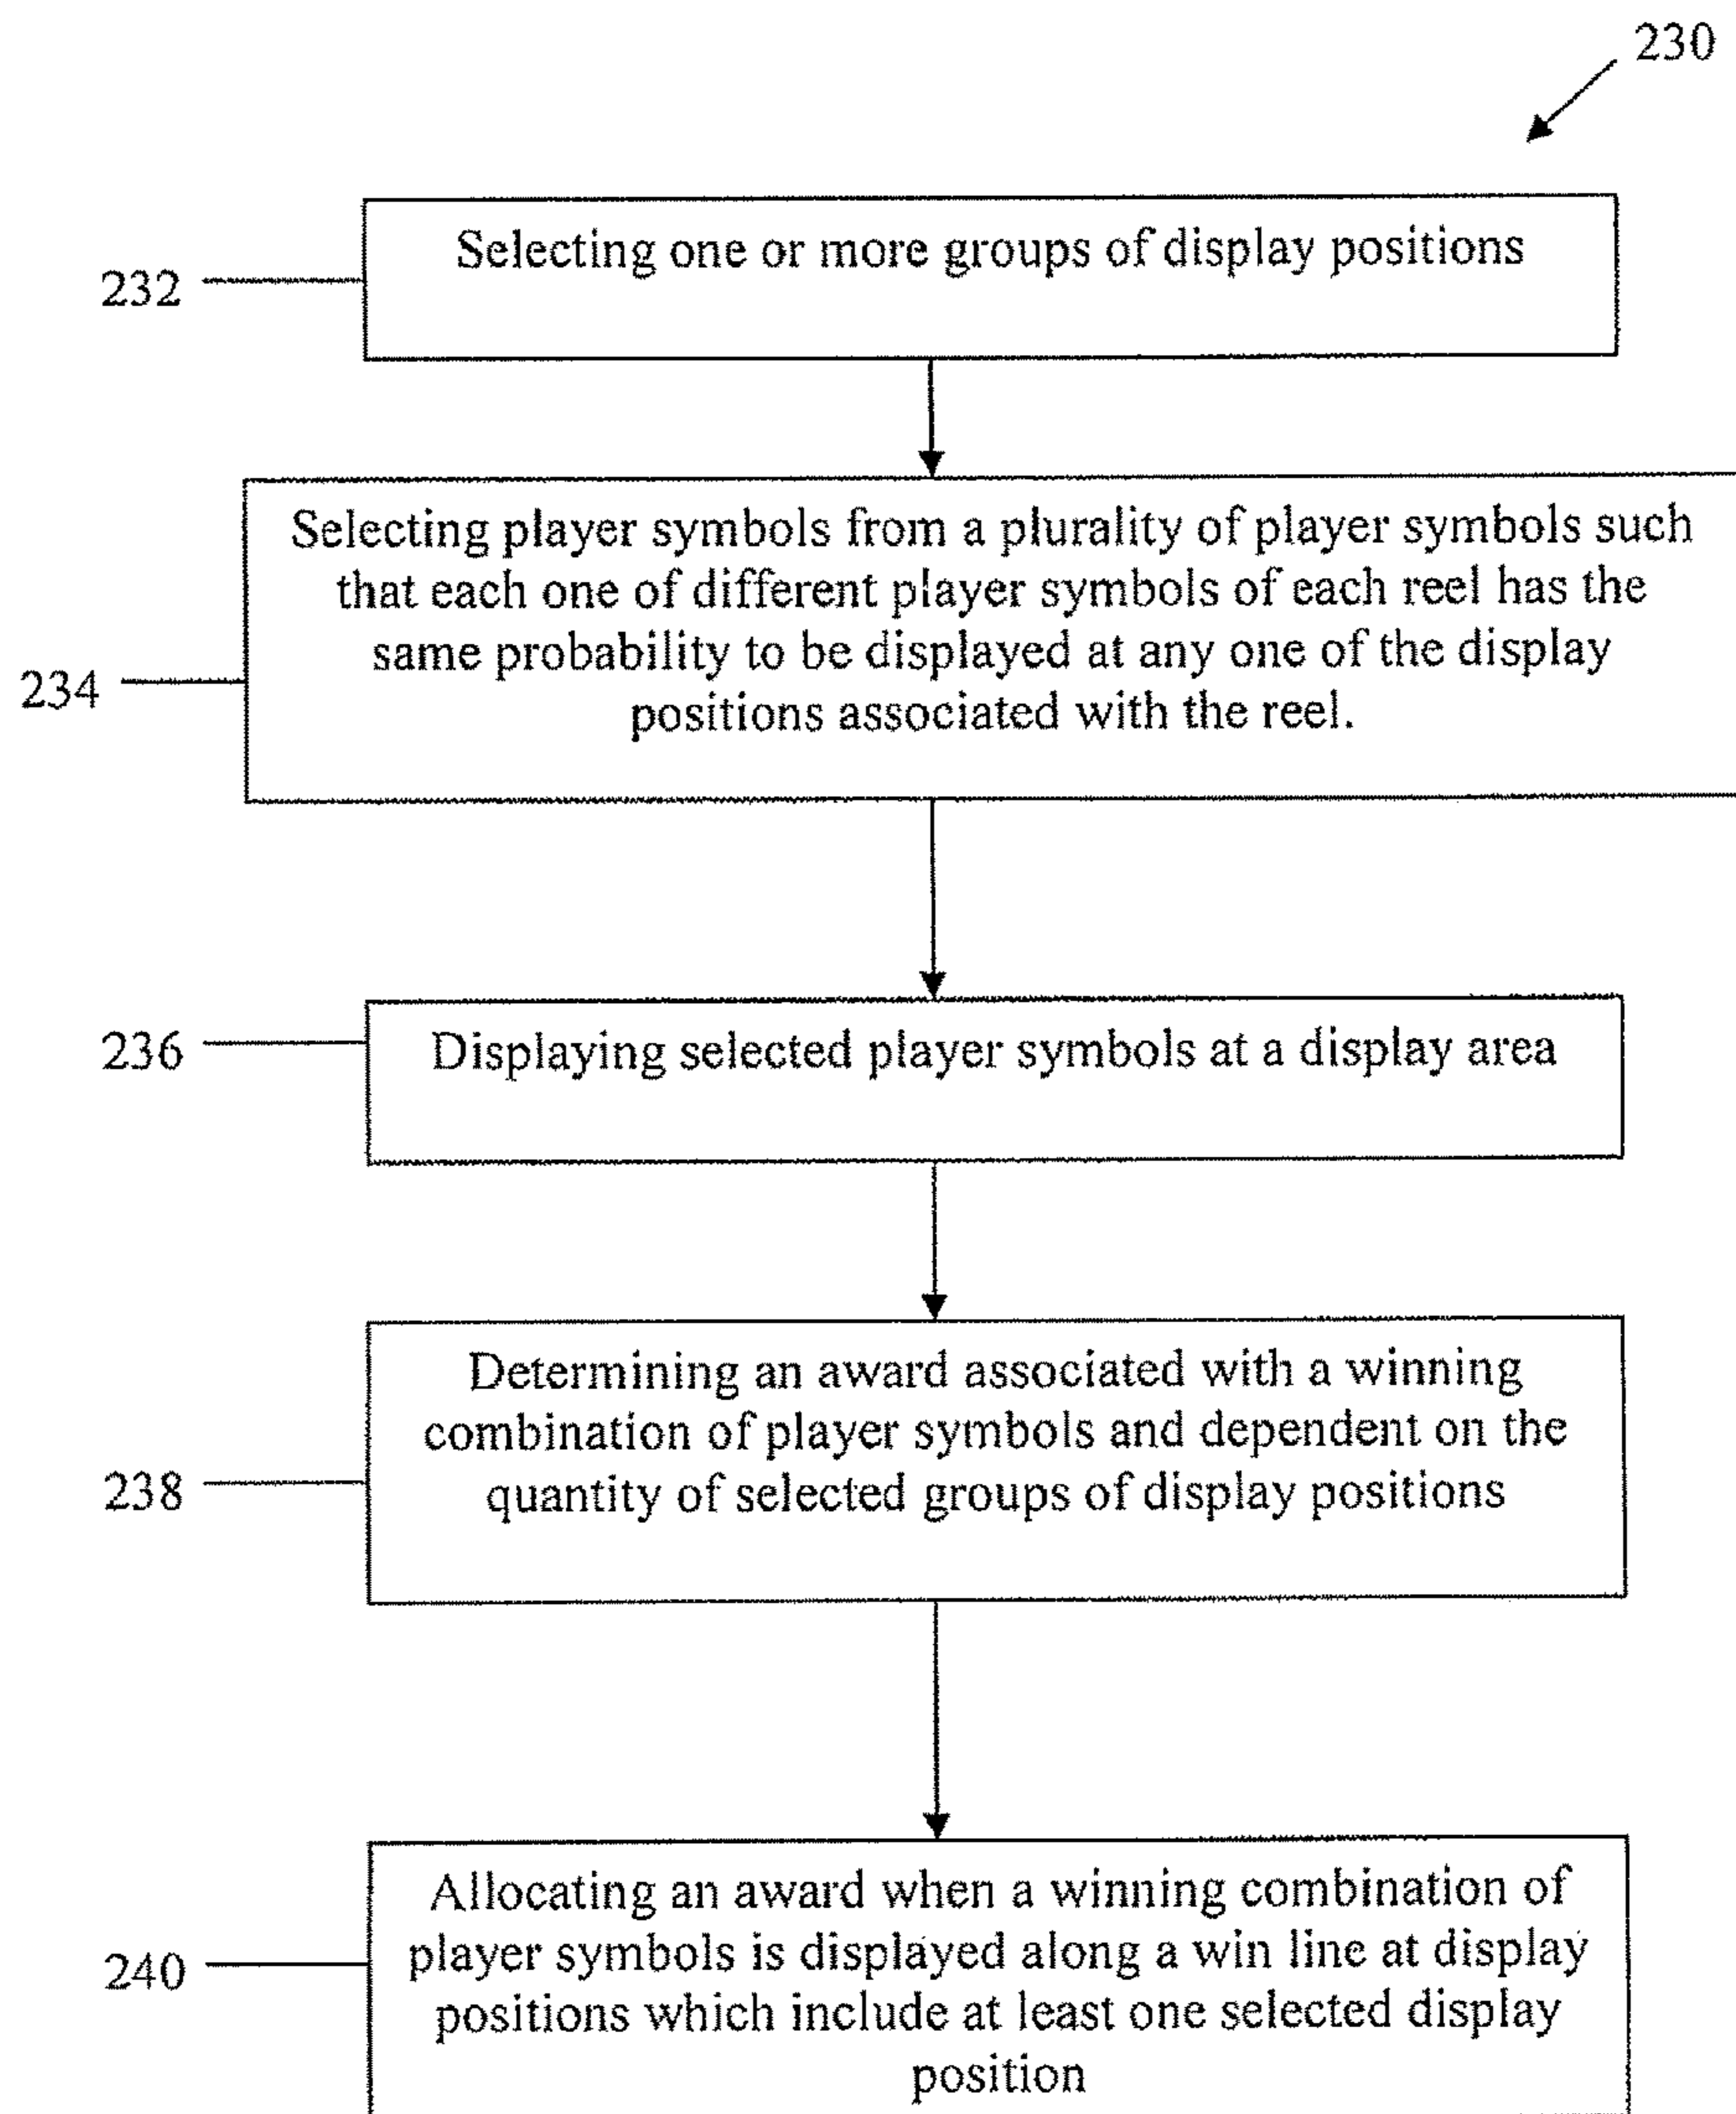 230
232
Selecting one or more groups of display positions
234
Selecting player symbols from a plurality of player symbols such
that each one of different player symbols of each reel has the
same probability to be displayed at any one of the display
positions associated with the reel.
236
Displaying selected player symbols at a display area
238
Determining an award associated with a winning
combination of player symbols and dependent on the
quantity of selected groups of display positions
240
Allocating an award when a winning combination of
player symbols is displayed along a win line at display
positions which include at least one selected display
position